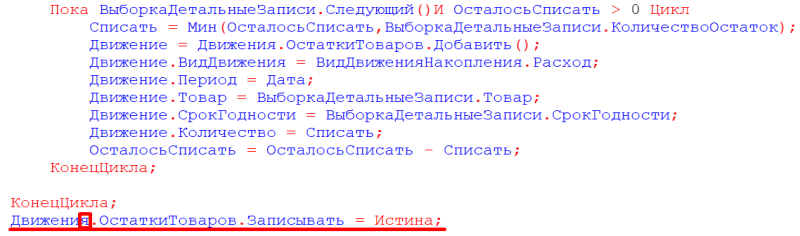 Пока ВыборкаДетальныеЗаписи.Следующий()И ОсталосьСписать > 0 Цикл
Списать = Мин(ОсталосьСписать,ВыборкаДетальныеЗаписи.КоличествоОстаток);
Движение = Движения.ОстаткиТоваров.Добавить();
Движение.ВидДвижения = ВидДвиженияНакопления.Расход;
Движение.Период = Дата;
Движение.Товар = ВыборкаДетальныеЗаписи.Товар;
Движение.СрокГодности = ВыборкаДетальныеЗаписи.СрокГодности;
Движение.Количество = Списать;
ОсталосьСписать = ОсталосьСписать - Списать;
КонецЦикла;
КонецЦикла;
Движения.ОстаткиТоваров.Записывать = Истина;